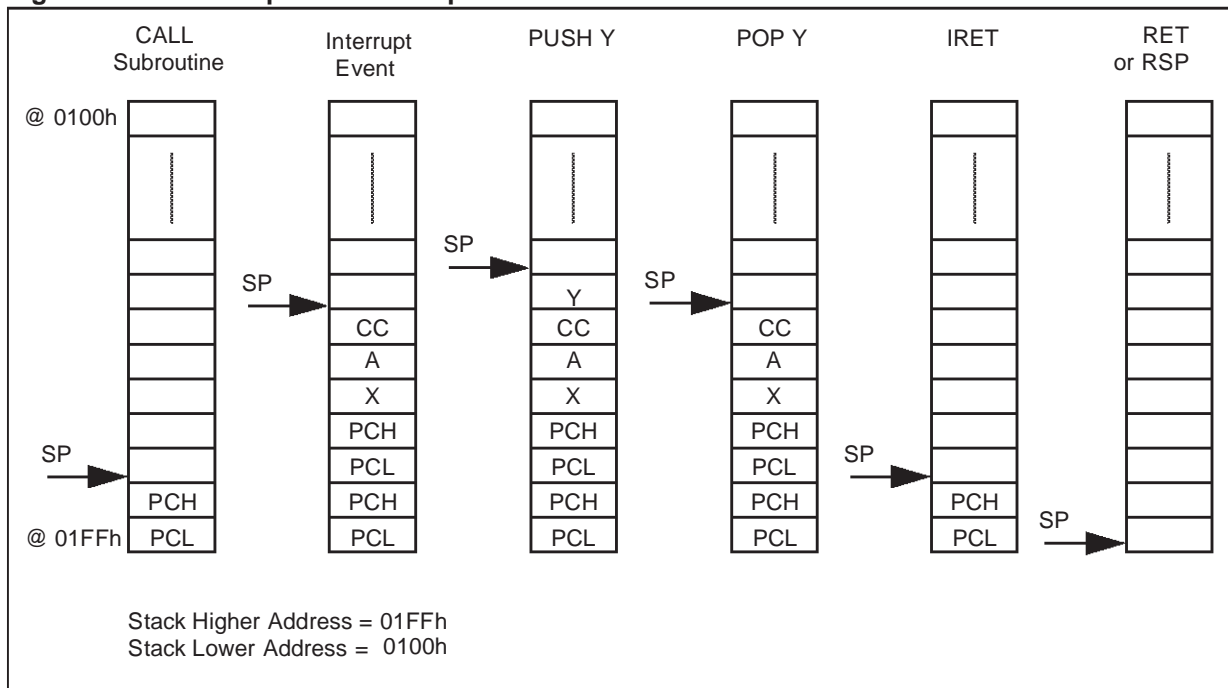 CALL
Subroutine
Interrupt
Event
PUSH Y
POP Y
IRET
RET
or RSP
@ 0100h
SP
PCH
PCL
@ 01FFh
SP
CC
A
X
PCH
PCL
PCH
PCL
SP
Y
CC
A
X
PCH
PCL
PCH
PCL
SP
CC
A
X
PCH
PCL
PCH
PCL
SP
PCH
PCL
SP
Stack Higher Address = 01FFh
Stack Lower Address = 0100h